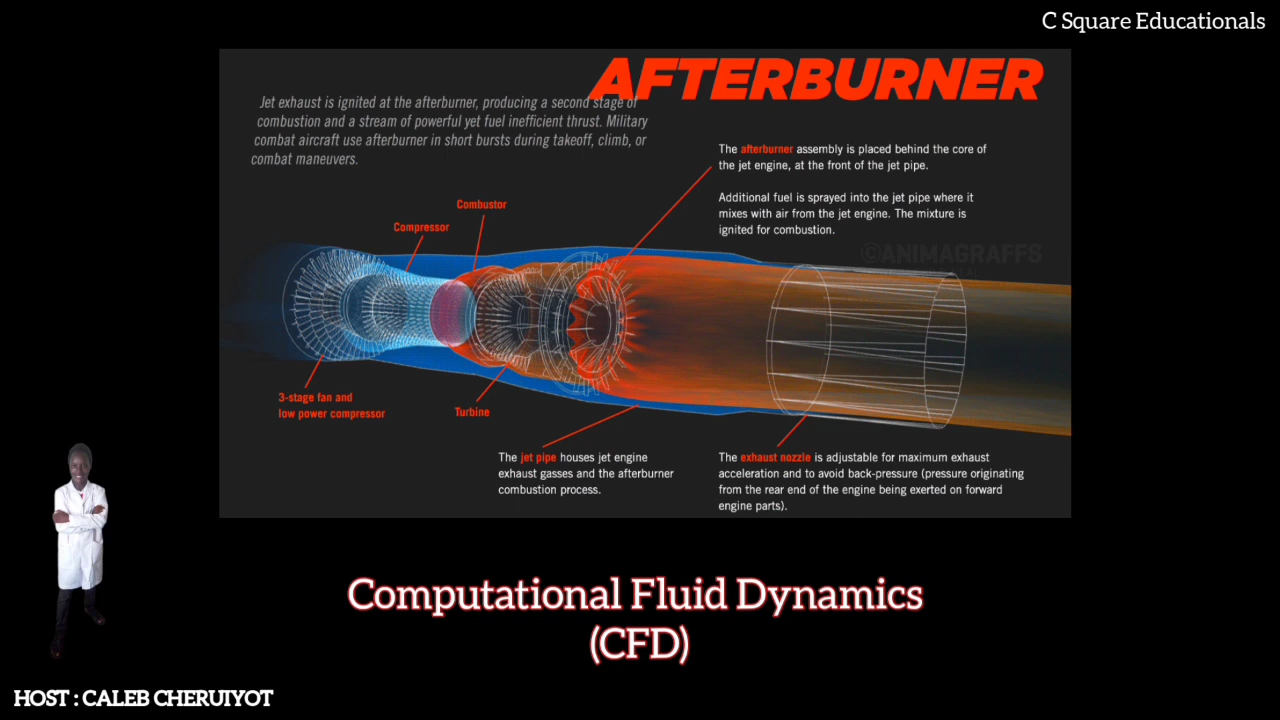 C Square Educationals
AFTERBURNER
Jet exhaust is ignited at the afterburner, producing a second stage of
combustion and a stream of powerful yet fuel inefficient thrust. Military
combat aircraft use afterburner in short bursts during takeoff, climb, or
combat maneuvers.
The afterburner assembly is placed behind the core of
the jet engine, at the front of the jet pipe.
Additional fuel is sprayed into the jet pipe where it
mixes with air from the jet engine. The mixture is
ignited for combustion.
©ANIMAGRAFFS
Combustor
Compressor
3-stage fan and
low power compressor
Turbine
The jet pipe houses jet engine
exhaust gasses and the afterburner
combustion process.
The exhaust nozzle is adjustable for maximum exhaust
acceleration and to avoid back-pressure (pressure originating
from the rear end of the engine being exerted on forward
engine parts).
Computational Fluid Dynamics
(CFD)
HOST : CALEB CHERUIYOT